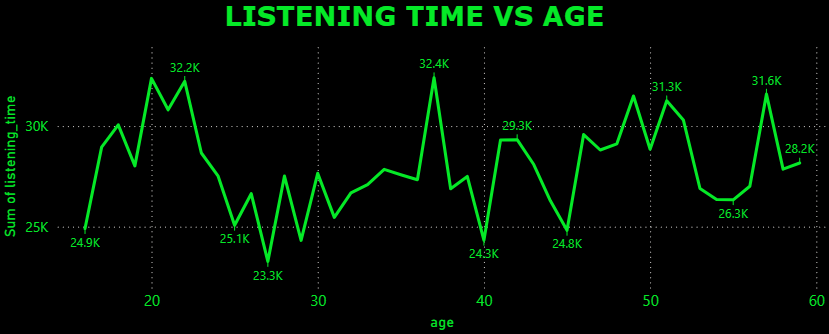 LISTENING TIME VS AGE
Sum of listening_time
30K
25K
24.9K
32.2K
25.1K
23.3K
32.4K
24.3K
29.3K
24.8K
31.3K
26.3K
31.6K
28.2K
20
30
40
50
60
age